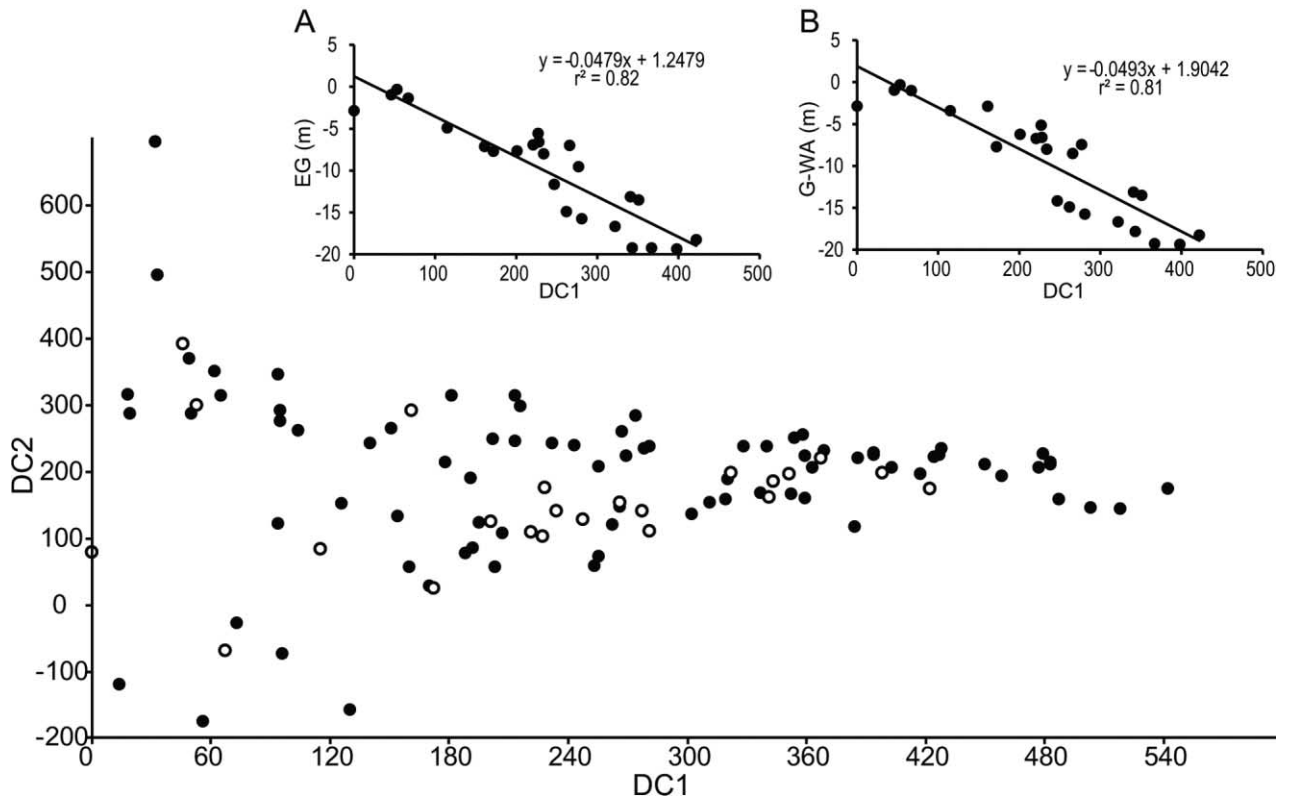 A
5
0
-5
-10
-15
-20
EG (m)
y = -0.0479x + 1.2479
r² = 0.82
0 100 200 300 400 500
DC1
B
5
0
-5
-10
-15
-20
G-WA (m)
y = -0.0493x + 1.9042
r² = 0.81
0 100 200 300 400 500
DC1
600
500
400
300
200
100
0
-100
-200
DC2
0 60 120 180 240 300 360 420 480 540
DC1